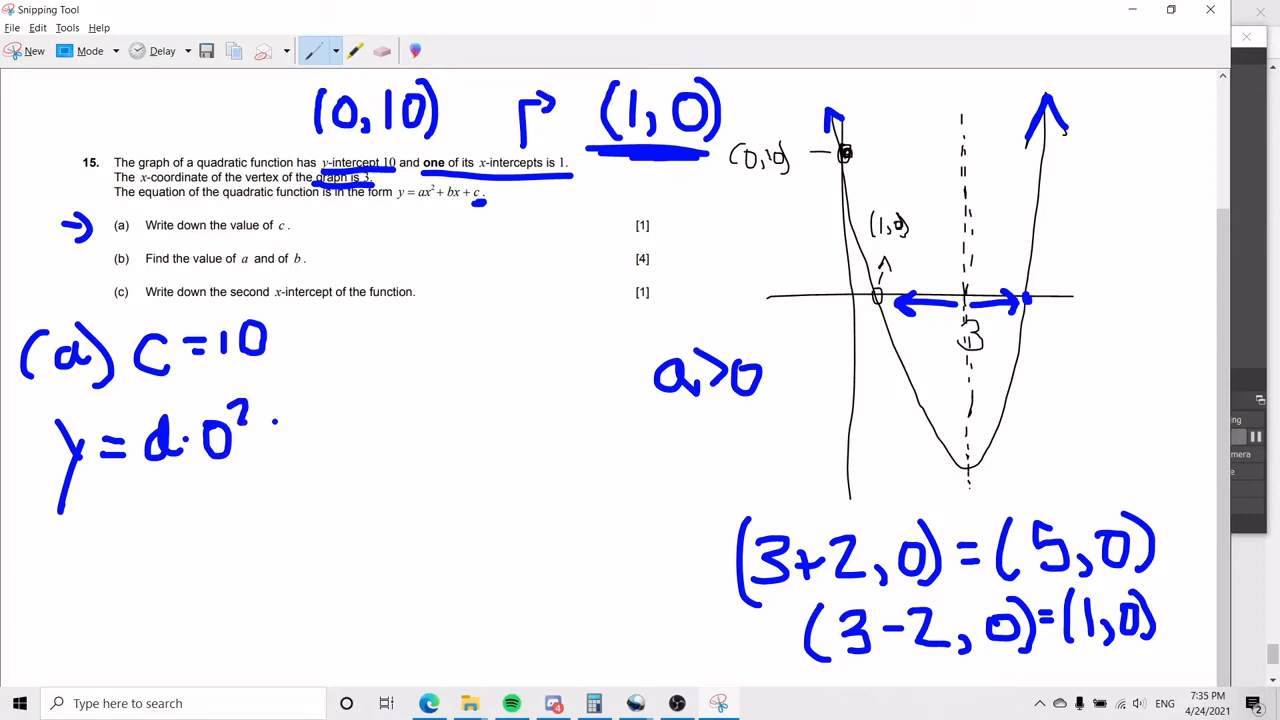 Snipping Tool
File Edit Tools Help
New Mode Delay
(0,10) (1,0)
15. The graph of a quadratic function has y-intercept 10 and one of its x-intercepts is 1.
The x-coordinate of the vertex of the graph is 3.
The equation of the quadratic function is in the form y = ax² + bx + c.
(a) Write down the value of c. [1]
(b) Find the value of a and of b. [4]
(c) Write down the second x-intercept of the function. [1]
(0,10)
(1,0)
3
(a) c = 10
a > 0
y = a · 0²
(3+2,0) = (5,0)
(3-2,0) = (1,0)
Type here to search
ENG
7:35 PM
4/24/2021
2